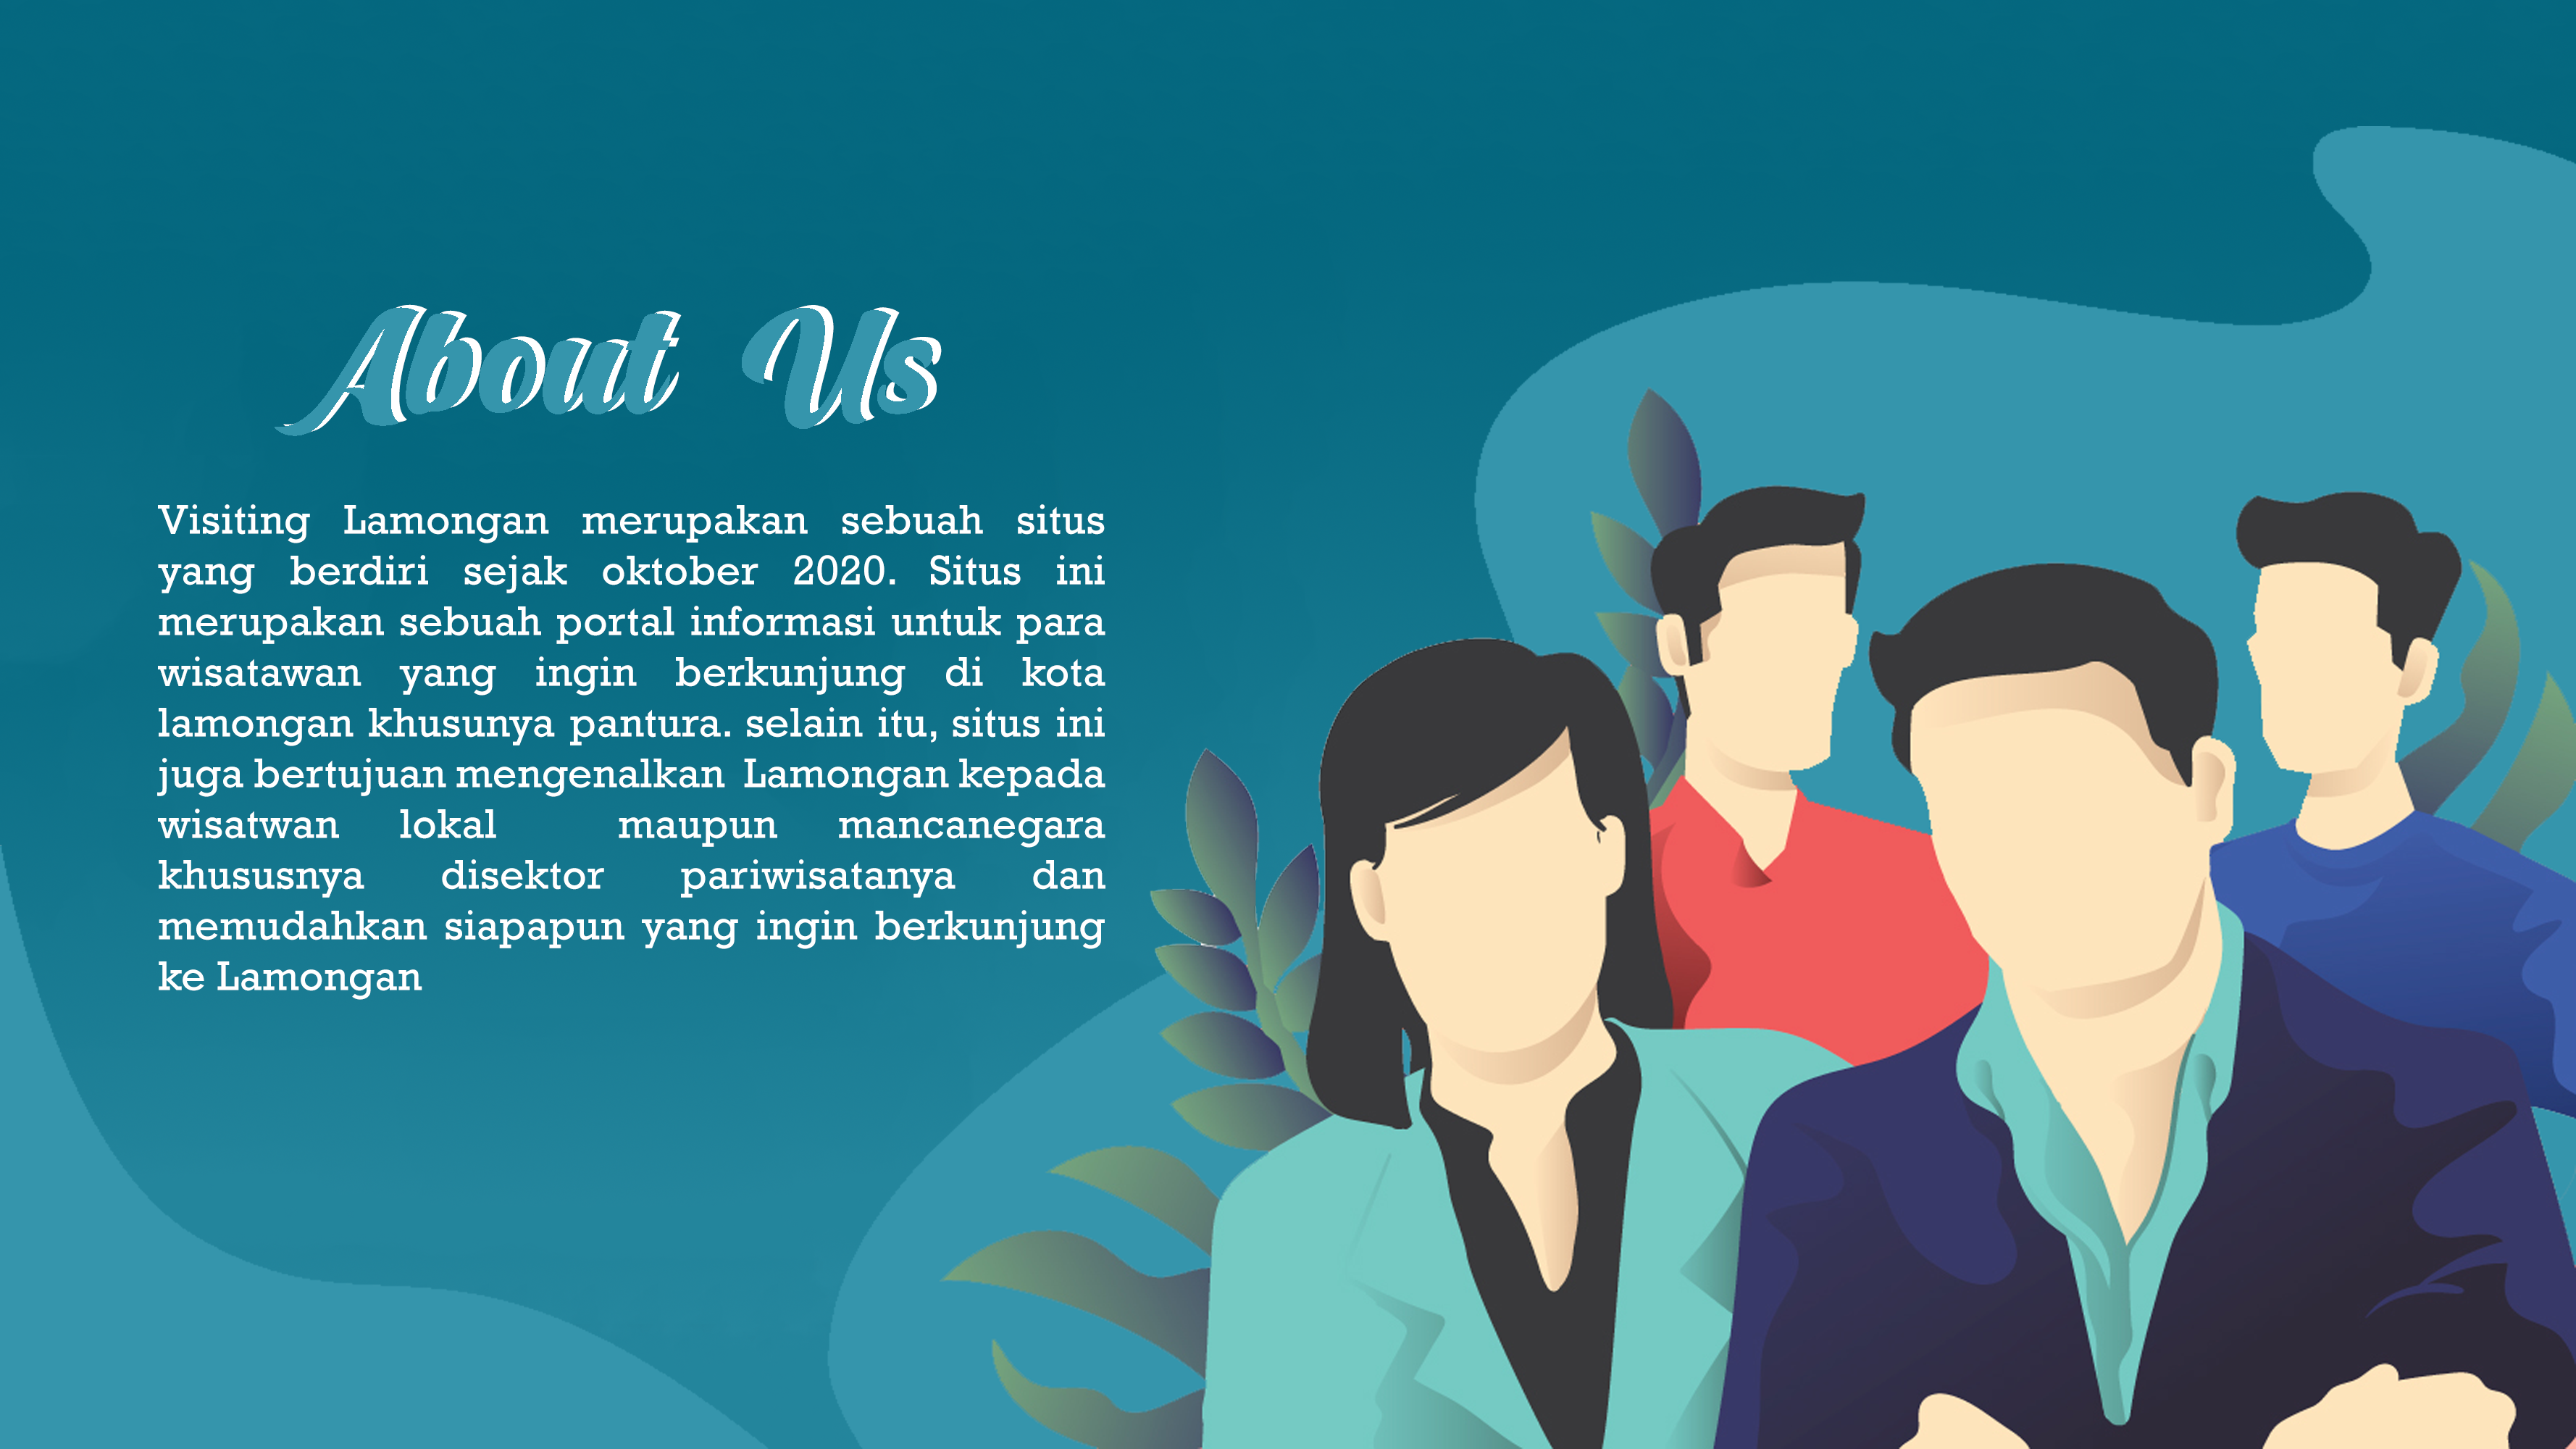 About Us
Visiting Lamongan merupakan sebuah situs
yang berdiri sejak oktober 2020. Situs ini
merupakan sebuah portal informasi untuk para
wisatawan yang ingin berkunjung di kota
lamongan khusunya pantura. selain itu, situs ini
juga bertujuan mengenalkan Lamongan kepada
wisatwan lokal maupun mancanegara
khususnya disektor pariwisatanya dan
memudahkan siapapun yang ingin berkunjung
ke Lamongan